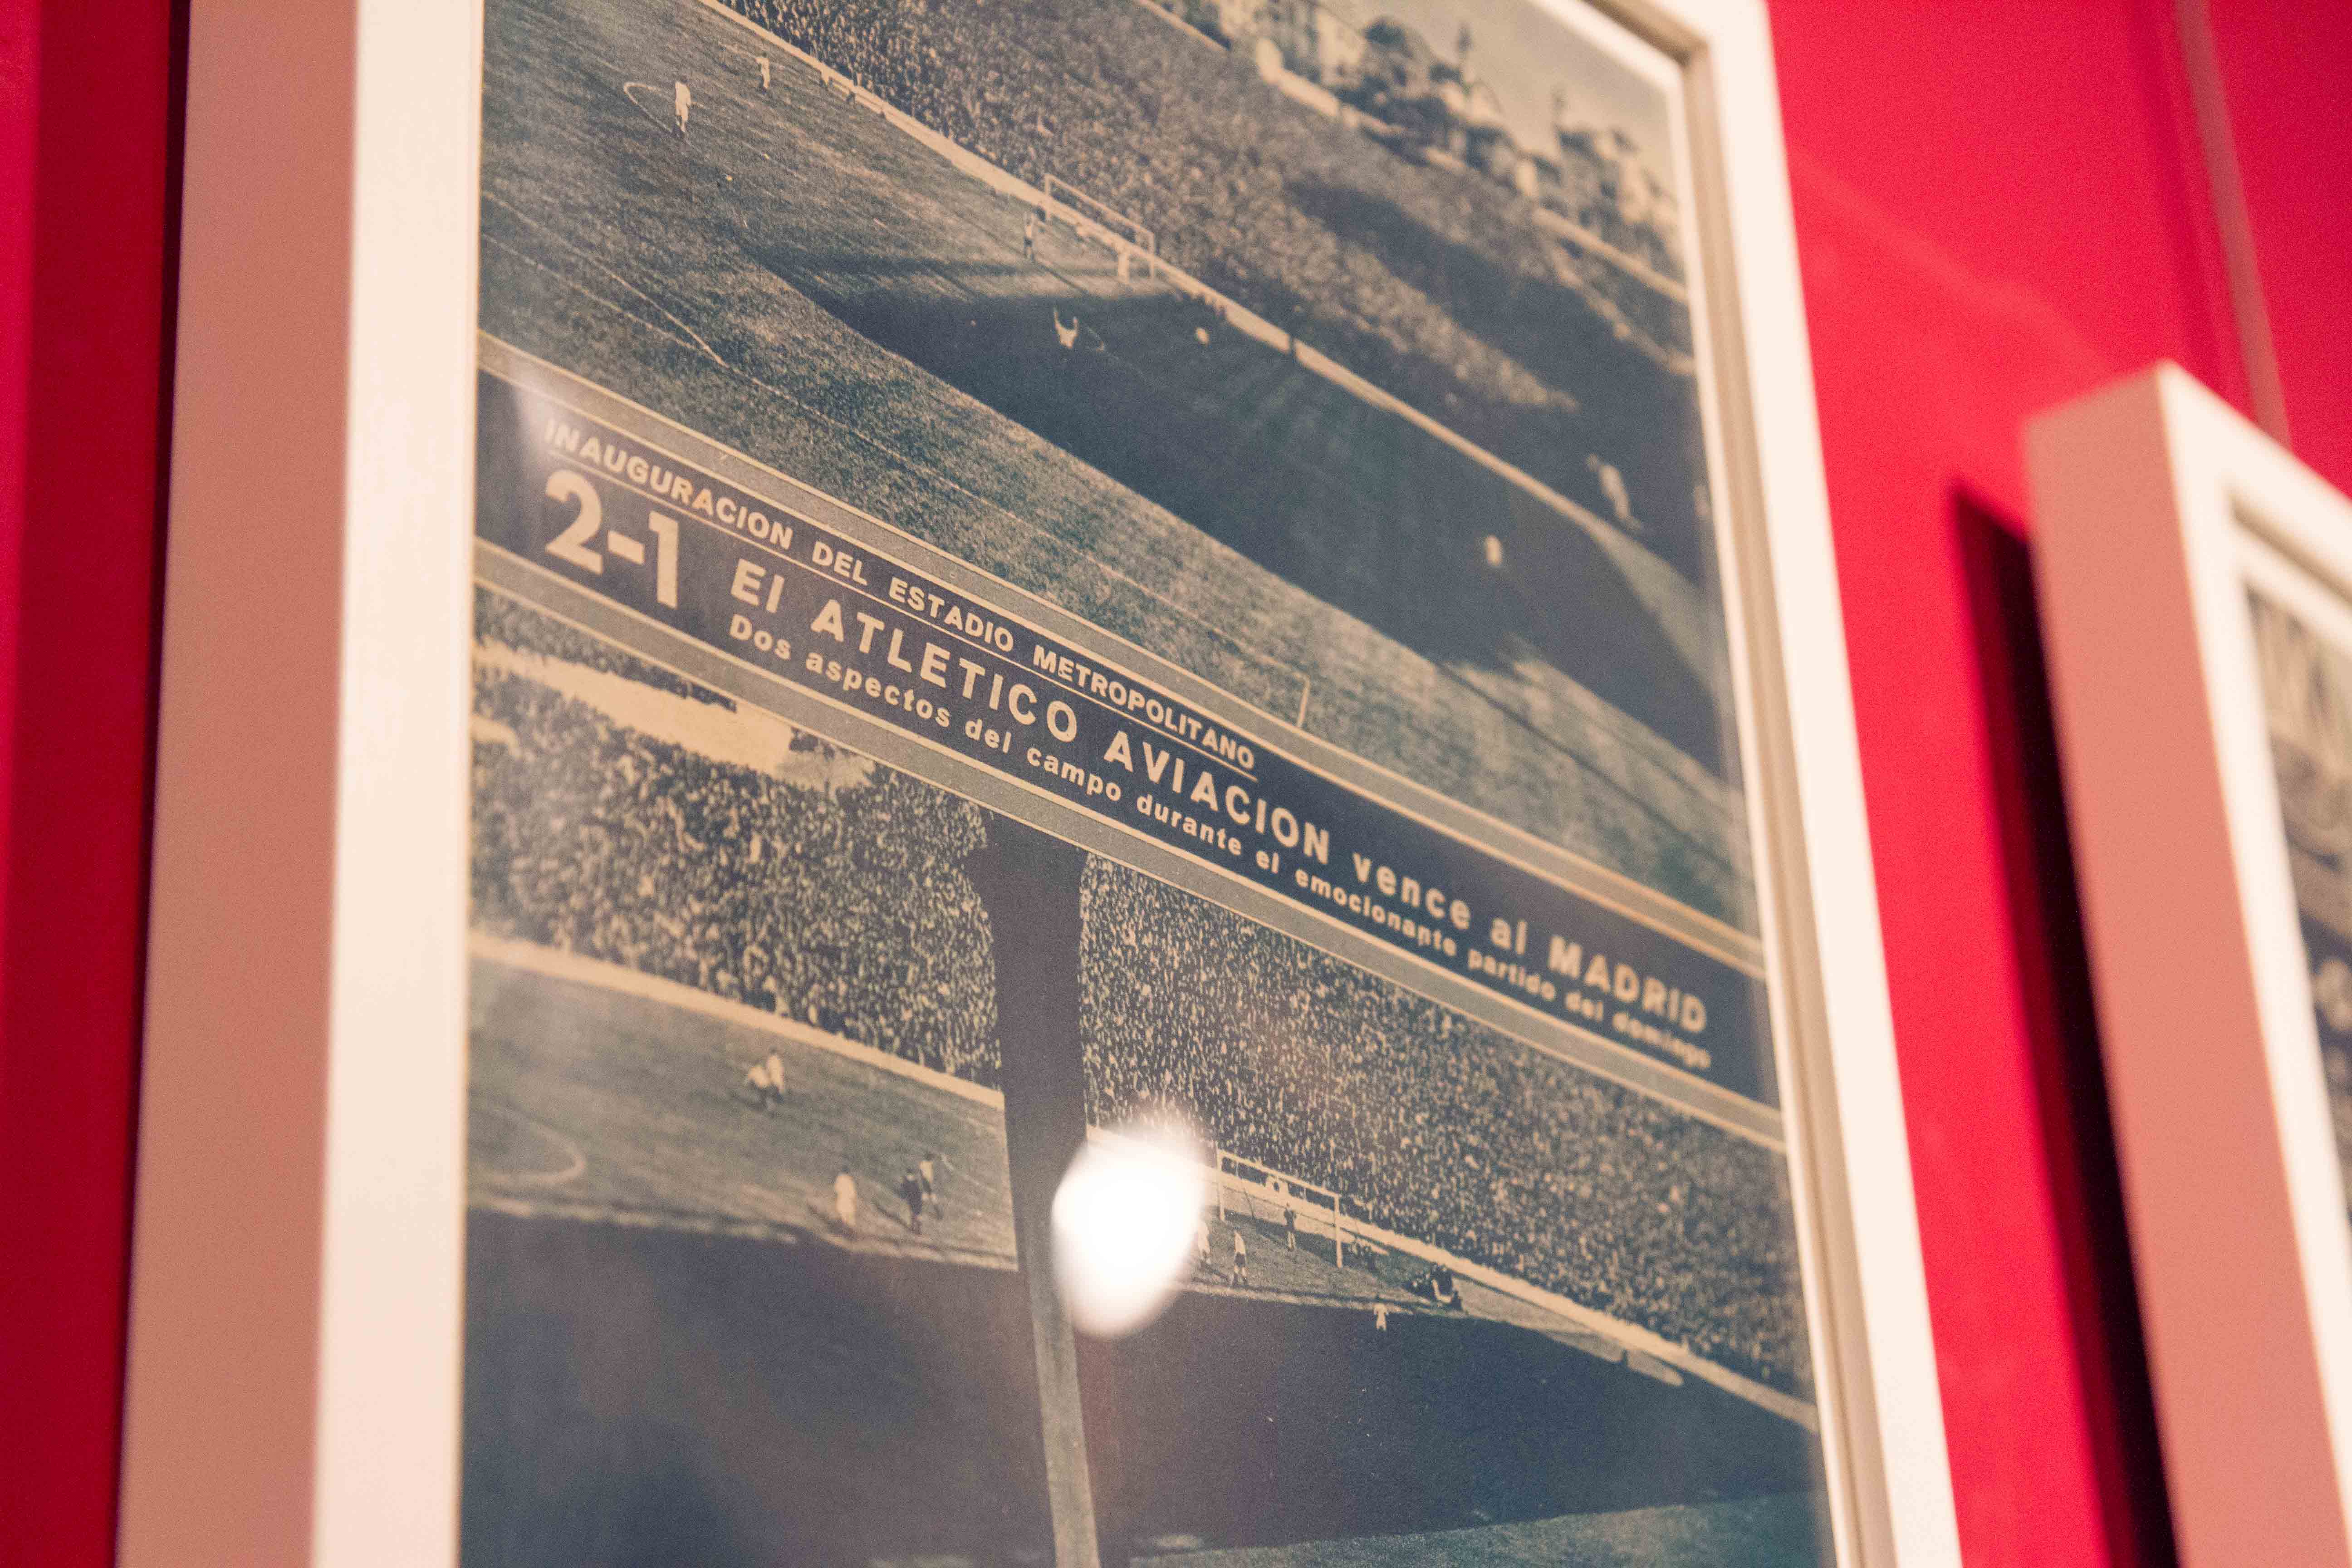 INAUGURACION DEL ESTADIO METROPOLITANO
2-1 El ATLETICO AVIACION vence al MADRID
Dos aspectos del campo durante el emocionante partido del domingo